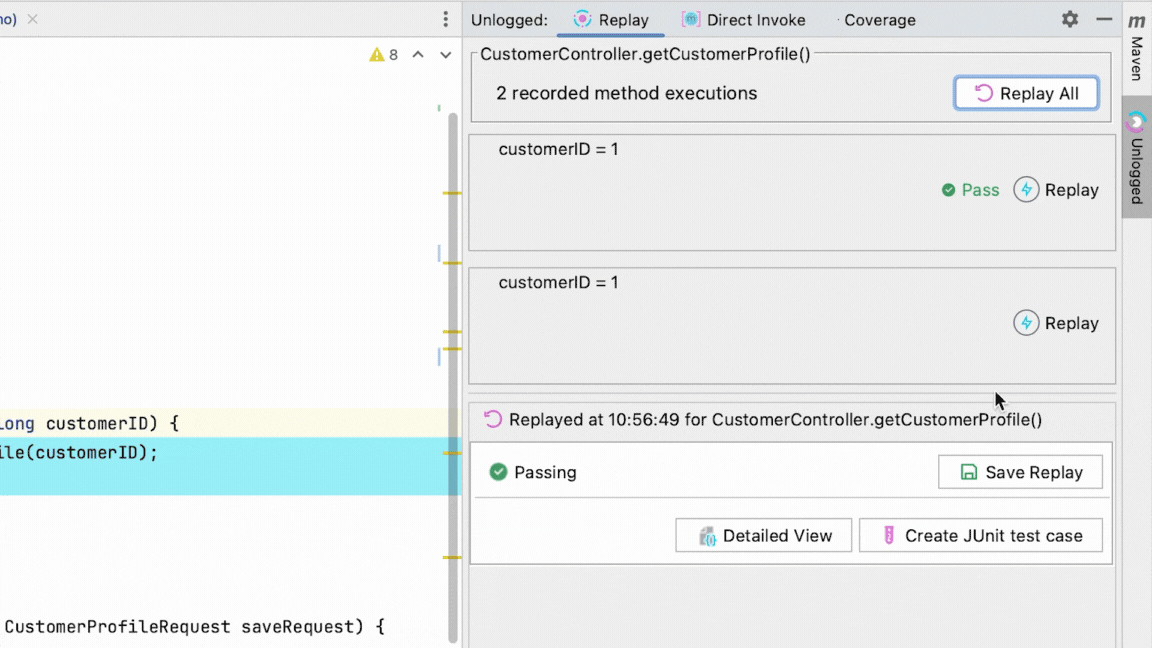 no)
Unlogged: Replay Direct Invoke Coverage
8
CustomerController.getCustomerProfile()
2 recorded method executions
Replay All
customerID = 1
Pass Replay
customerID = 1
Replay
Replayed at 10:56:49 for CustomerController.getCustomerProfile()
Passing
Save Replay
Detailed View
Create JUnit test case
long customerID) {
ile(customerID);
CustomerProfileRequest saveRequest) {
m
Maven
Unlogged